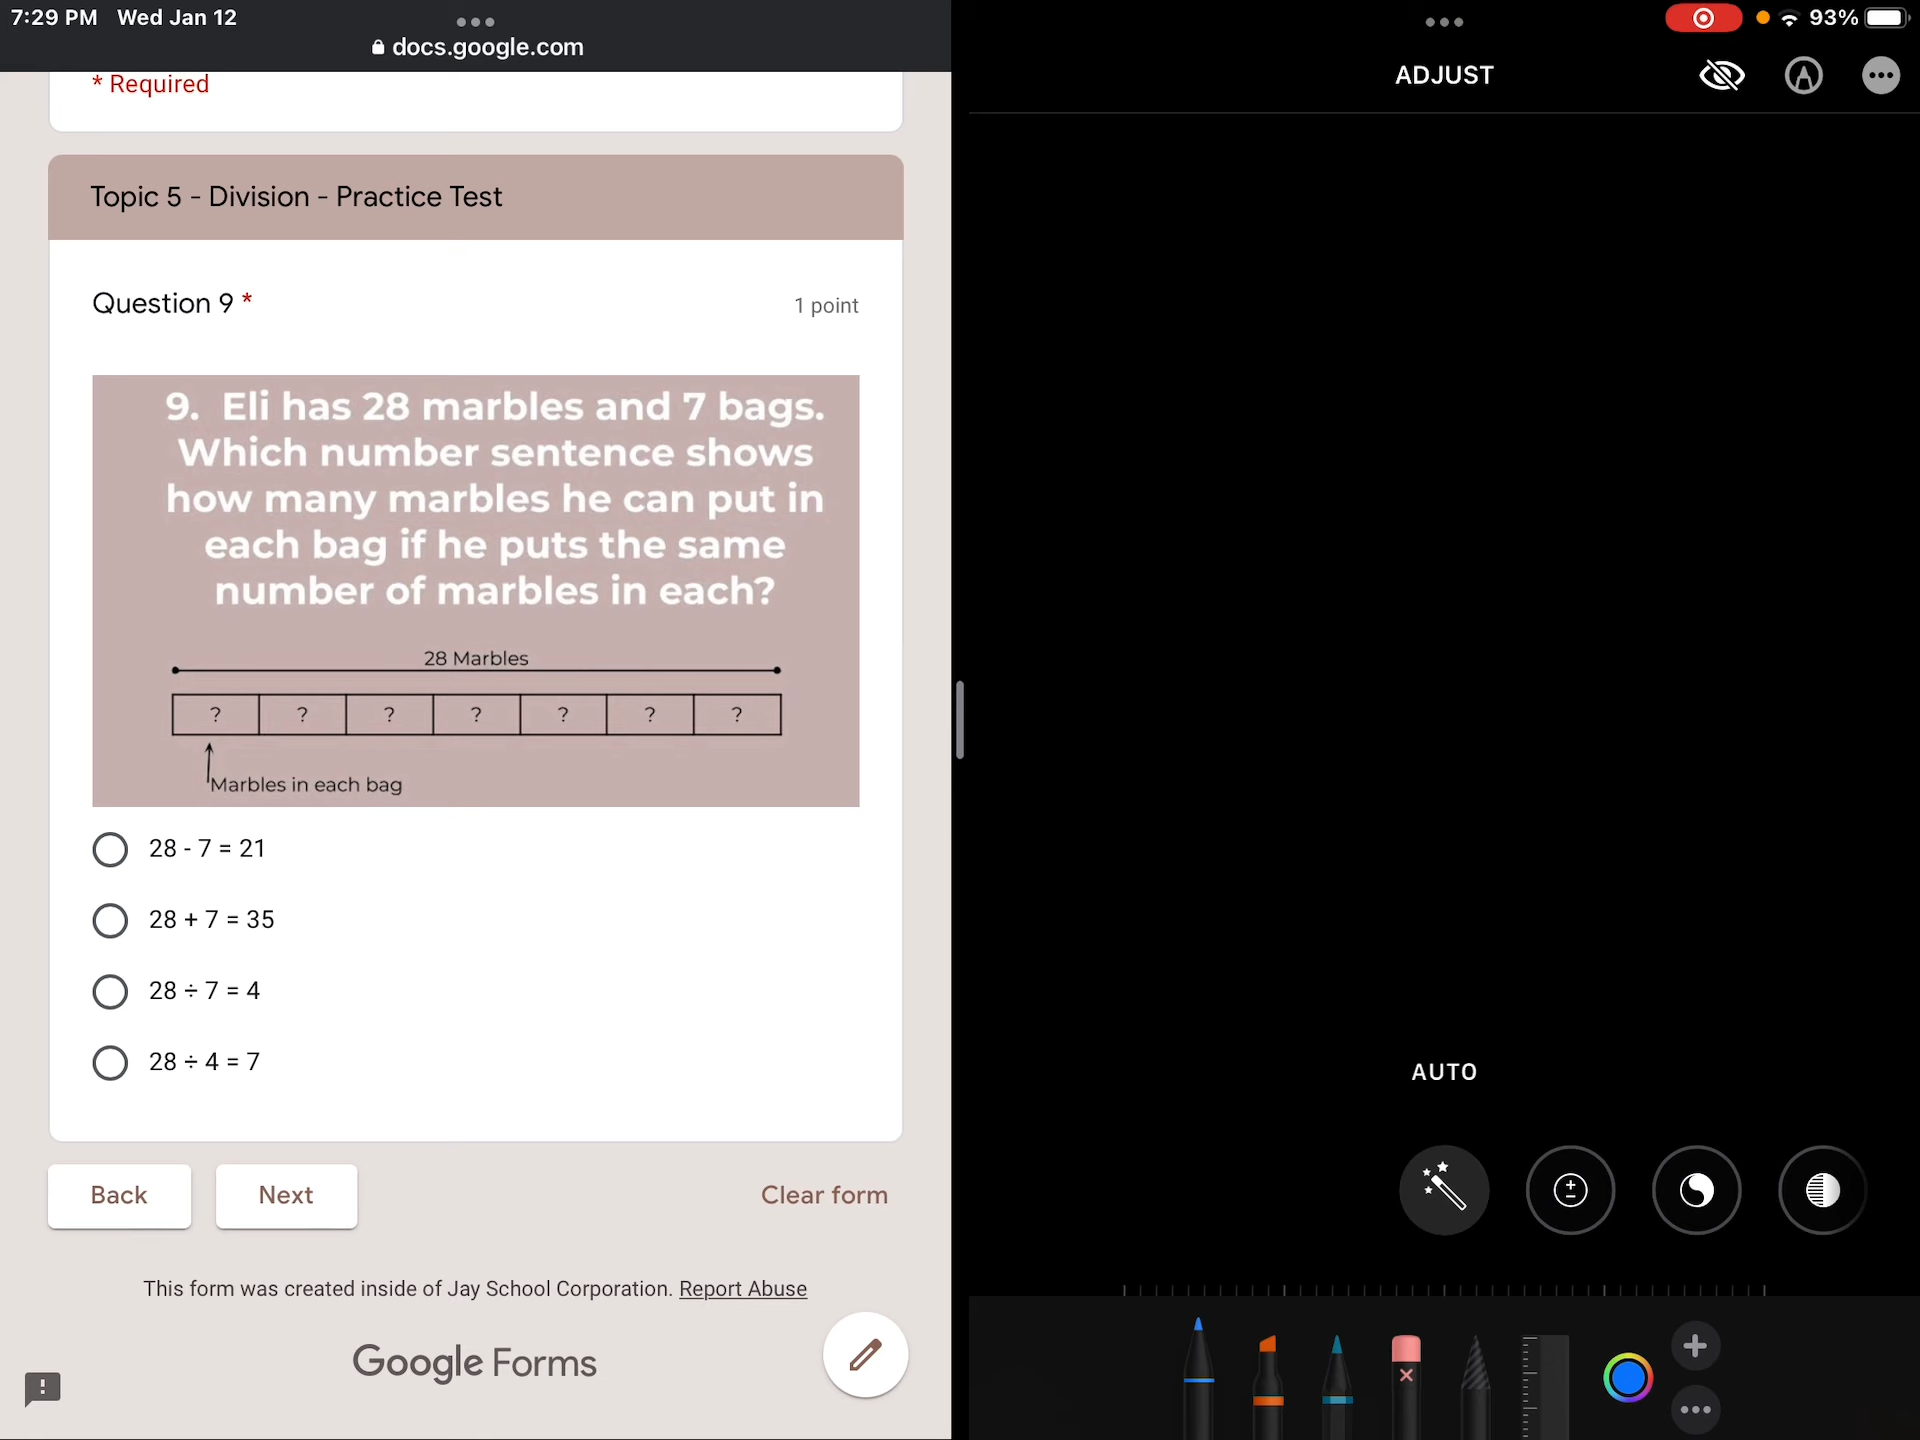 7:29 PM Wed Jan 12
docs.google.com
93%
ADJUST
* Required
Topic 5 - Division - Practice Test
Question 9 *
1 point
9. Eli has 28 marbles and 7 bags.
Which number sentence shows
how many marbles he can put in
each bag if he puts the same
number of marbles in each?
28 Marbles
? ? ? ? ? ? ?
Marbles in each bag
28 - 7 = 21
28 + 7 = 35
28 ÷ 7 = 4
28 ÷ 4 = 7
AUTO
Back
Next
Clear form
This form was created inside of Jay School Corporation. Report Abuse
Google Forms